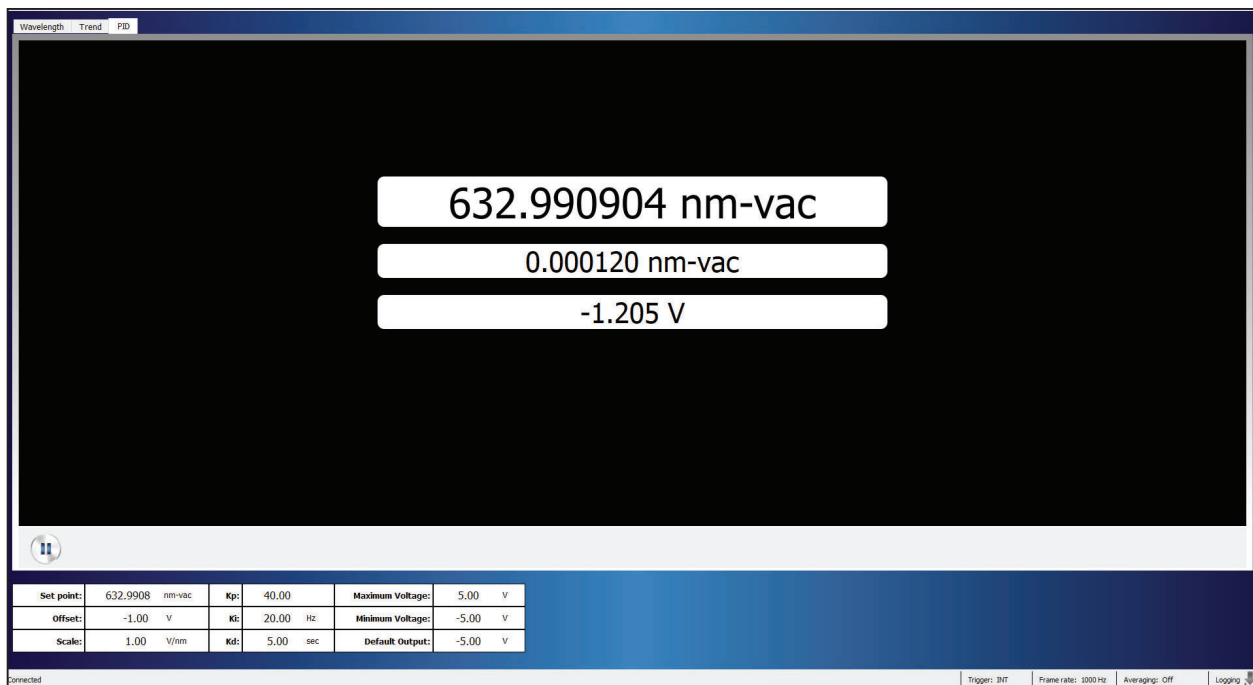 Wavelength Trend PID
632.990904 nm-vac
0.000120 nm-vac
-1.205 V
Set point: 632.9908 nm-vac Kp: 40.00 Maximum Voltage: 5.00 V
Offset: -1.00 V Ki: 20.00 Hz Minimum Voltage: -5.00 V
Scale: 1.00 V/nm Kd: 5.00 sec Default Output: -5.00 V
Connected Trigger: INT Frame rate: 1000 Hz Averaging: Off Logging